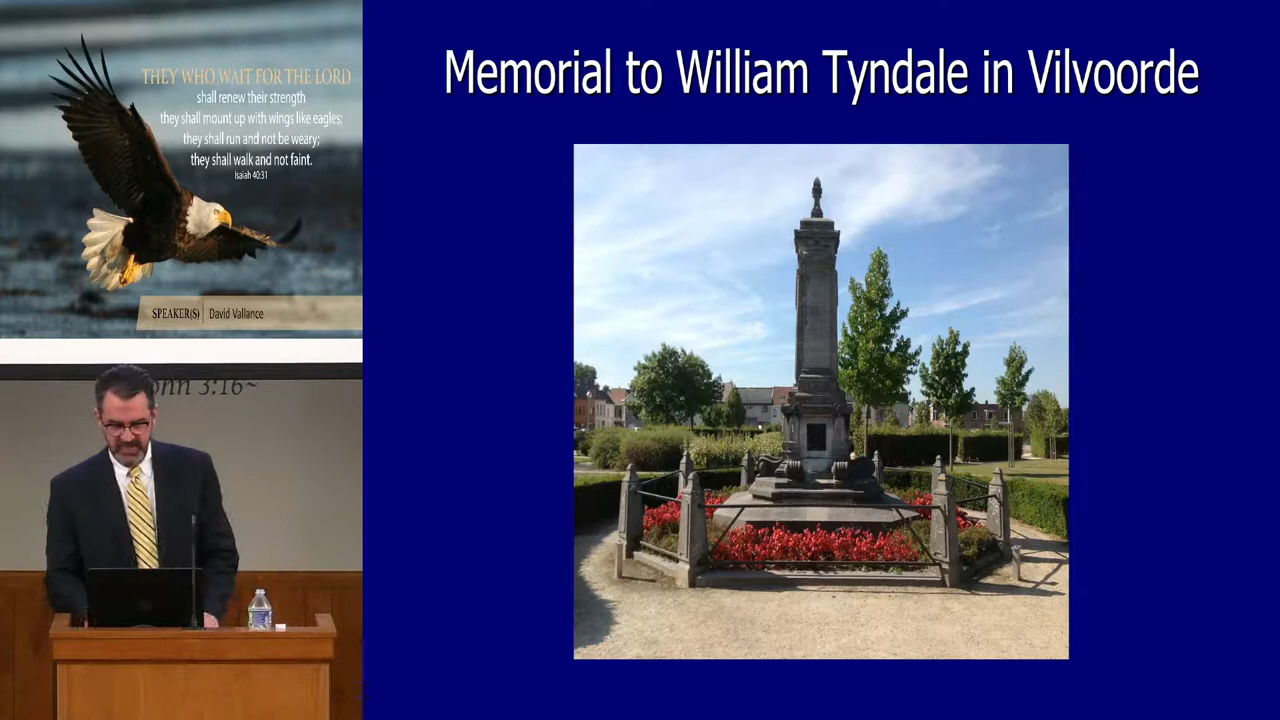 THEY WHO WAIT FOR THE LORD
shall renew their strength
they shall mount up with wings like eagles;
they shall run and not be weary;
they shall walk and not faint.
Isaiah 40:31
SPEAKER(S) David Vallance
Memorial to William Tyndale in Vilvoorde
3:16~